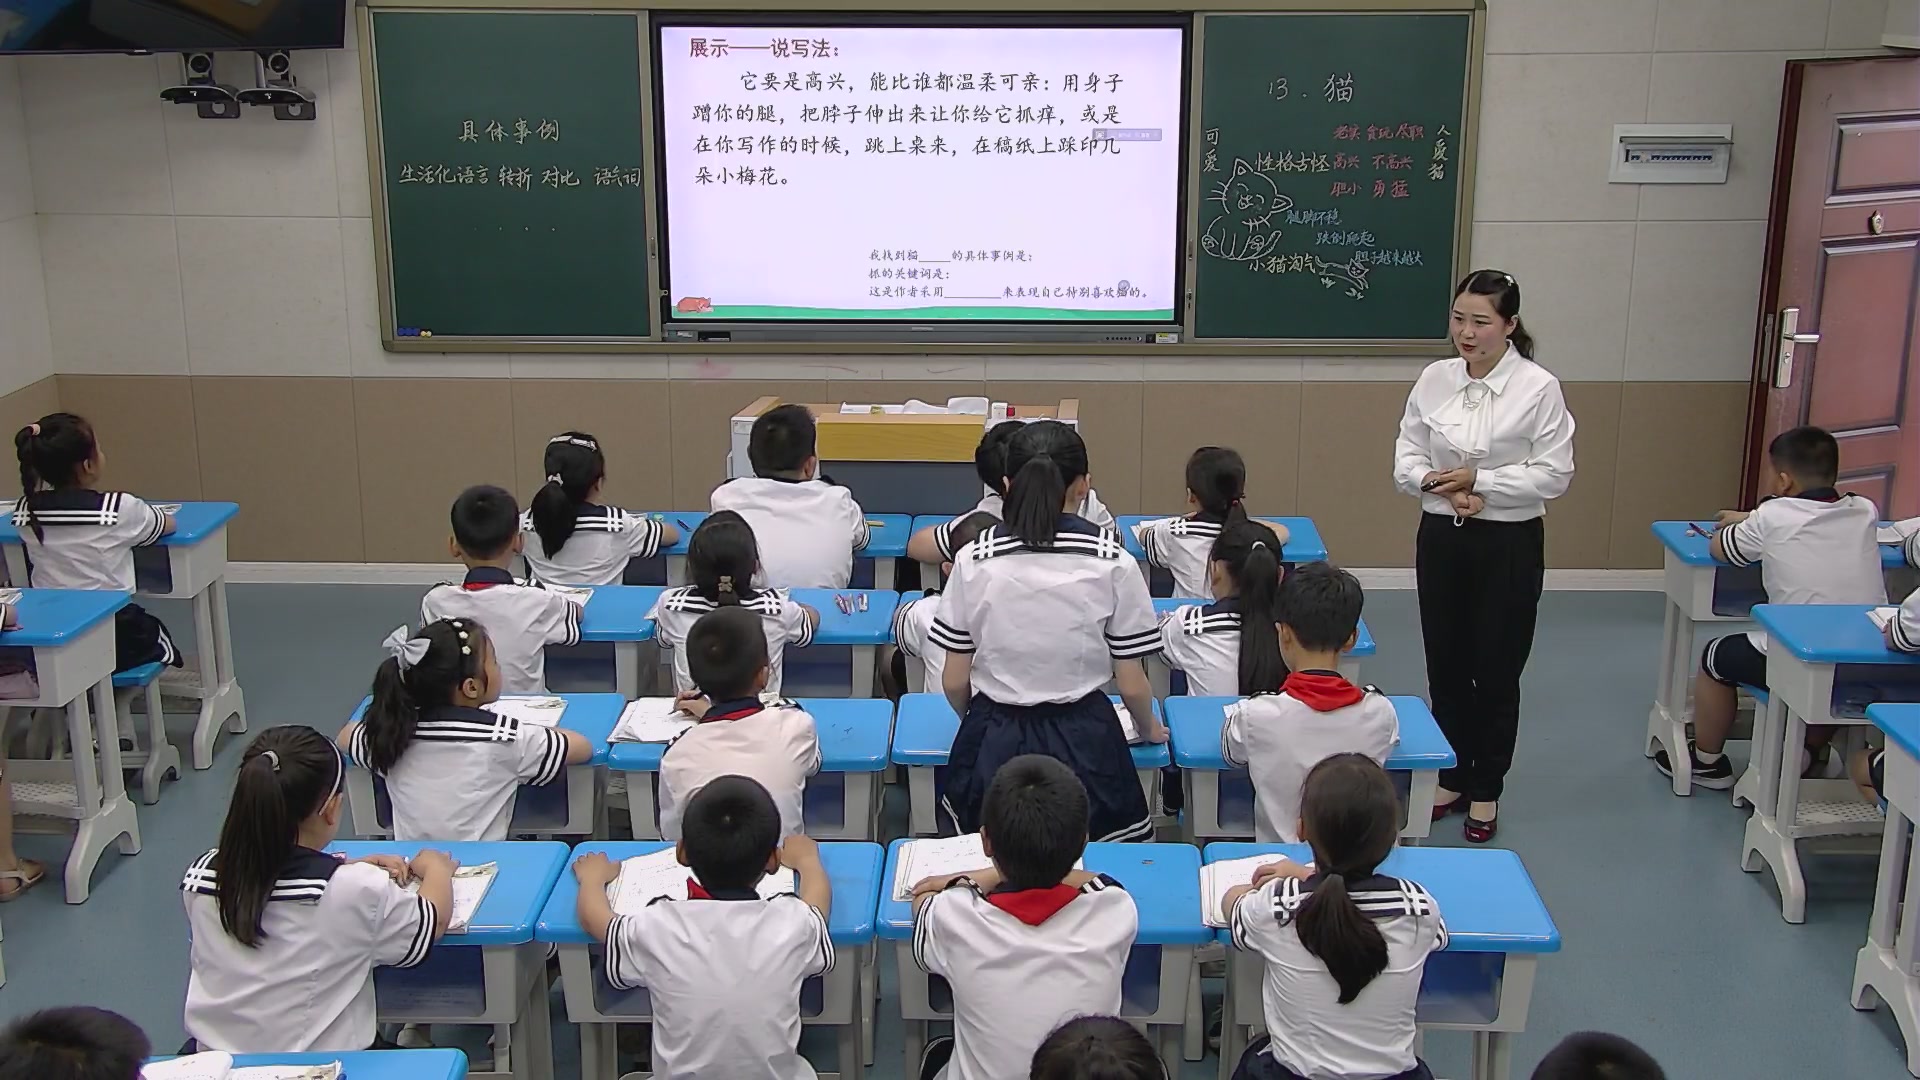 具体事例
生活化语言 转折 对比 语气词
展示——说写法：
它要是高兴，能比谁都温柔可亲：用身子
蹭你的腿，把脖子伸出来让你给它抓痒，或是
在你写作的时候，跳上桌来，在稿纸上踩印几
朵小梅花。
我找到猫_____的具体事例是：
抓的关键词是：
这是作者采用_________来表现自己特别喜欢猫的。
13．猫
可爱
人爱猫
老实 贪玩 尽职
性格古怪 高兴 不高兴
胆小 勇猛
腿脚不稳
跌倒爬起
小猫淘气 胆子越来越大